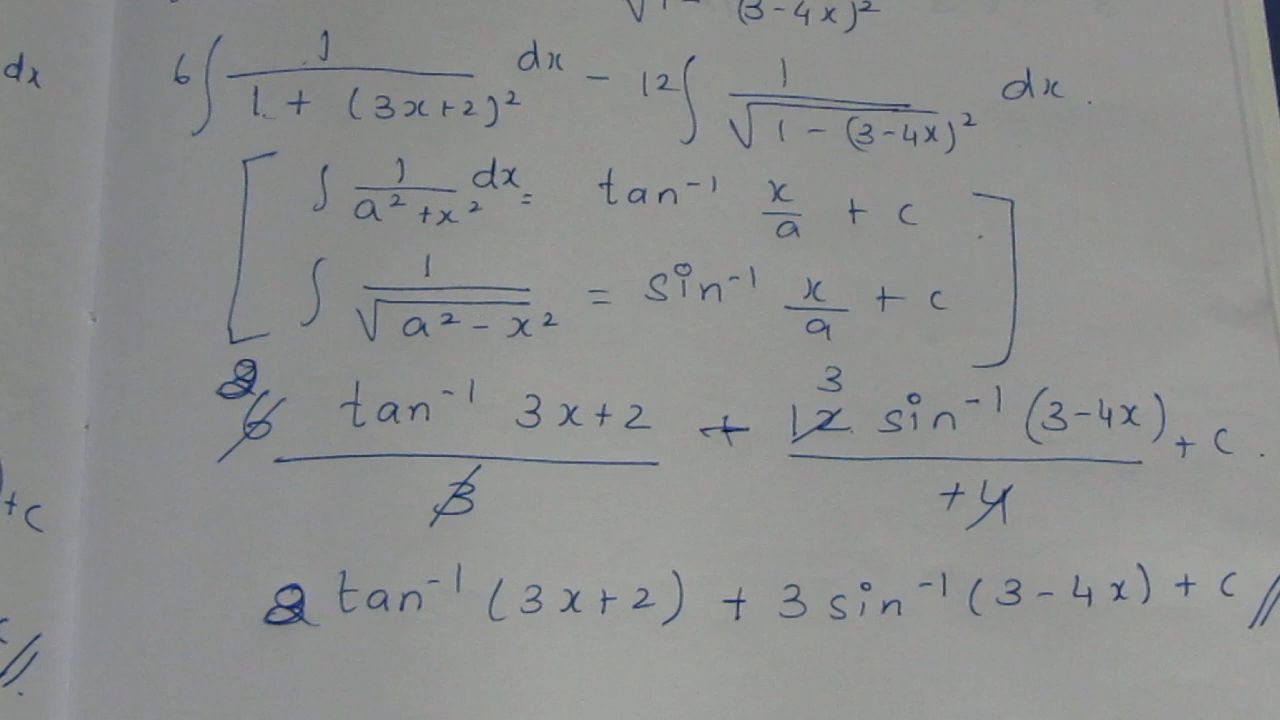 √1 - (3-4x)²
dx
6∫ 1/(1 + (3x+2)²) dx - 12∫ 1/√(1 - (3-4x)²) dx.
[ ∫ 1/(a² + x²) dx = tan⁻¹ x/a + c
∫ 1/√(a² - x²) = sin⁻¹ x/a + c ]
2 3
6 tan⁻¹ 3x+2 / 3 + 12 sin⁻¹ (3-4x) / +4 + c.
+c
2 tan⁻¹ (3x+2) + 3 sin⁻¹ (3-4x) + c //